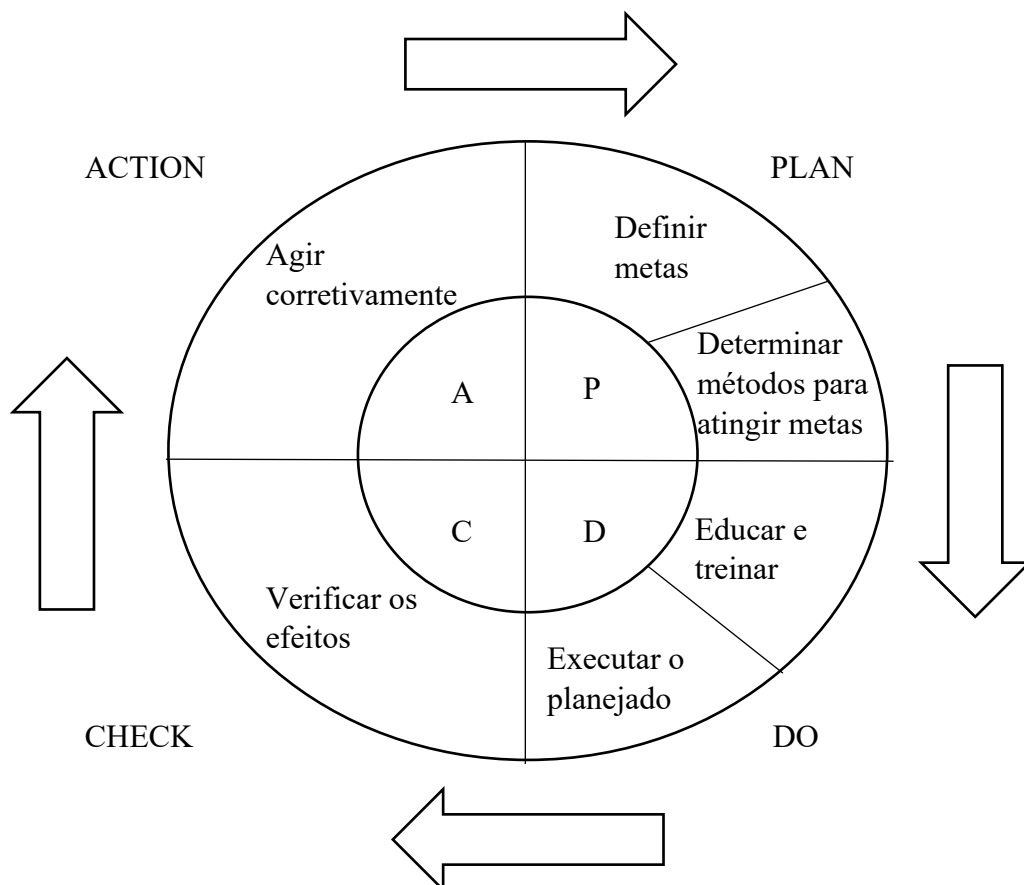 ACTION
PLAN
Definir
metas
Agir
corretivamente
Determinar
métodos para
atingir metas
A
P
C
D
Educar e
treinar
Verificar os
efeitos
Executar o
planejado
CHECK
DO